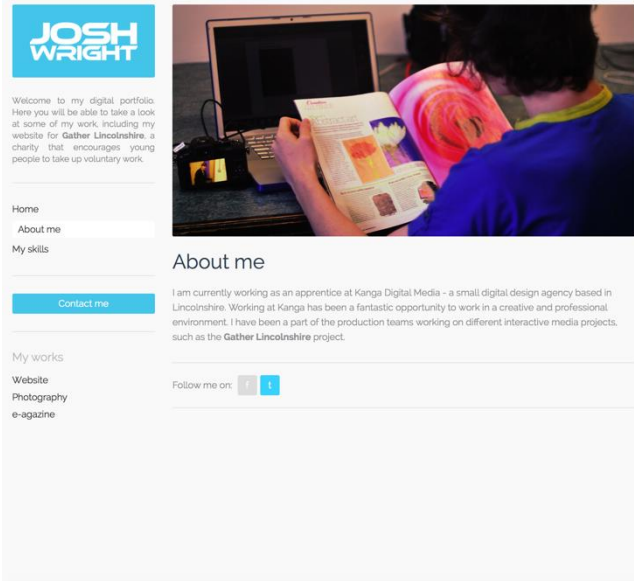 JOSH
WRIGHT
Welcome to my digital portfolio.
Here you will be able to take a look
at some of my work, including my
website for Gather Lincolnshire, a
charity that encourages young
people to take up voluntary work.
Home
About me
My skills
Contact me
My works
Website
Photography
e-agazine
About me
I am currently working as an apprentice at Kanga Digital Media - a small digital design agency based in
Lincolnshire. Working at Kanga has been a fantastic opportunity to work in a creative and professional
environment. I have been a part of the production teams working on different interactive media projects,
such as the Gather Lincolnshire project.
Follow me on: f t